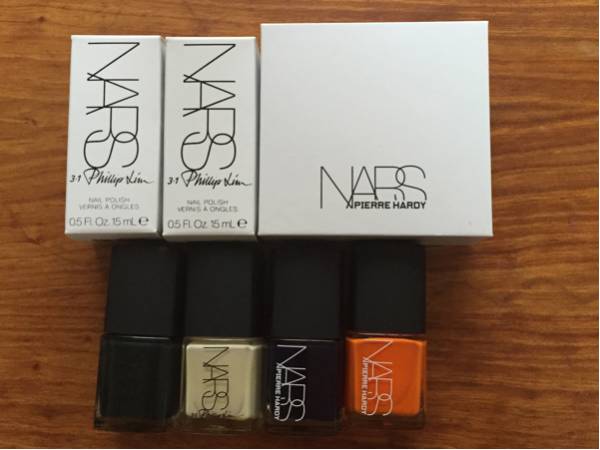 NARS
3.1 Phillip Lim
NAIL POLISH
VERNIS À ONGLES
0.5 Fl. Oz. 15 mL ℮
NARS
3.1 Phillip Lim
NAIL POLISH
VERNIS À ONGLES
0.5 Fl. Oz. 15 mL ℮
NARS
PIERRE HARDY
NARS
NARS
PIERRE HARDY
NARS
PIERRE HARDY